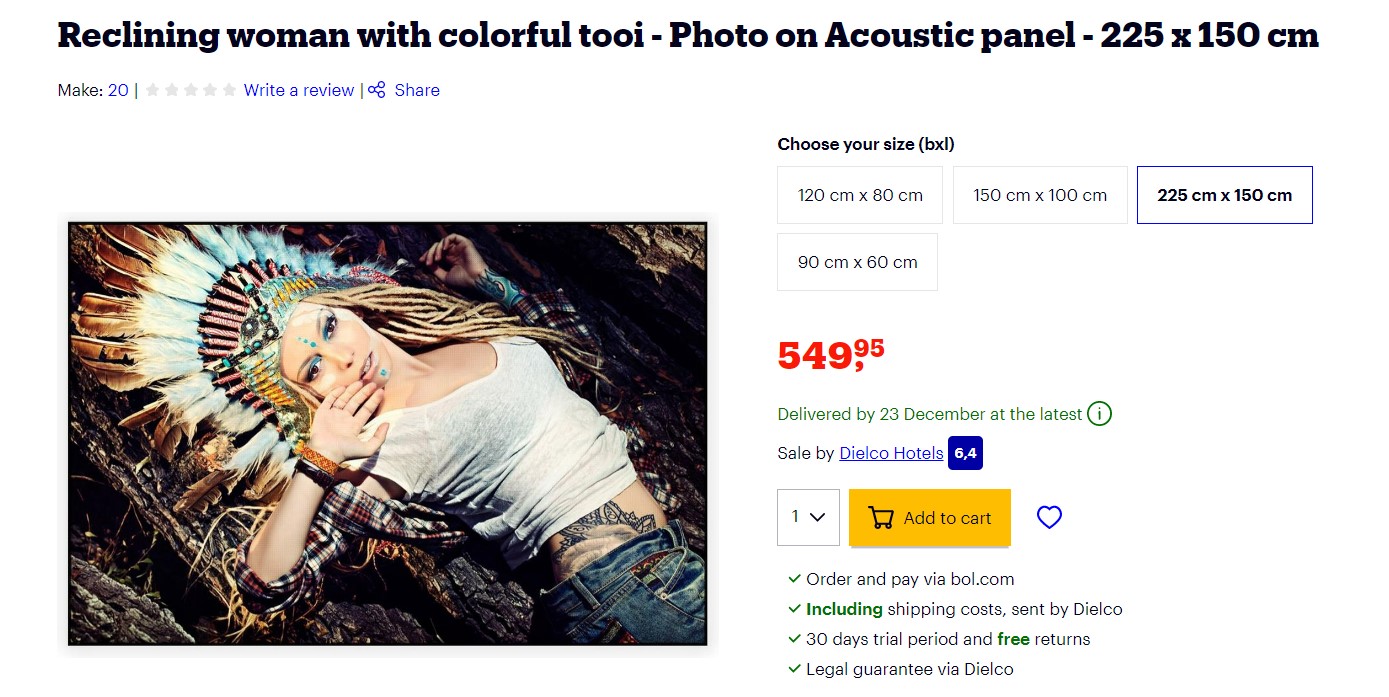 Reclining woman with colorful tooi - Photo on Acoustic panel - 225 x 150 cm
Make: 20 | Write a review | Share
Choose your size (bxl)
120 cm x 80 cm
150 cm x 100 cm
225 cm x 150 cm
90 cm x 60 cm
549,95
Delivered by 23 December at the latest i
Sale by Dielco Hotels 6,4
1 Add to cart
Order and pay via bol.com
Including shipping costs, sent by Dielco
30 days trial period and free returns
Legal guarantee via Dielco